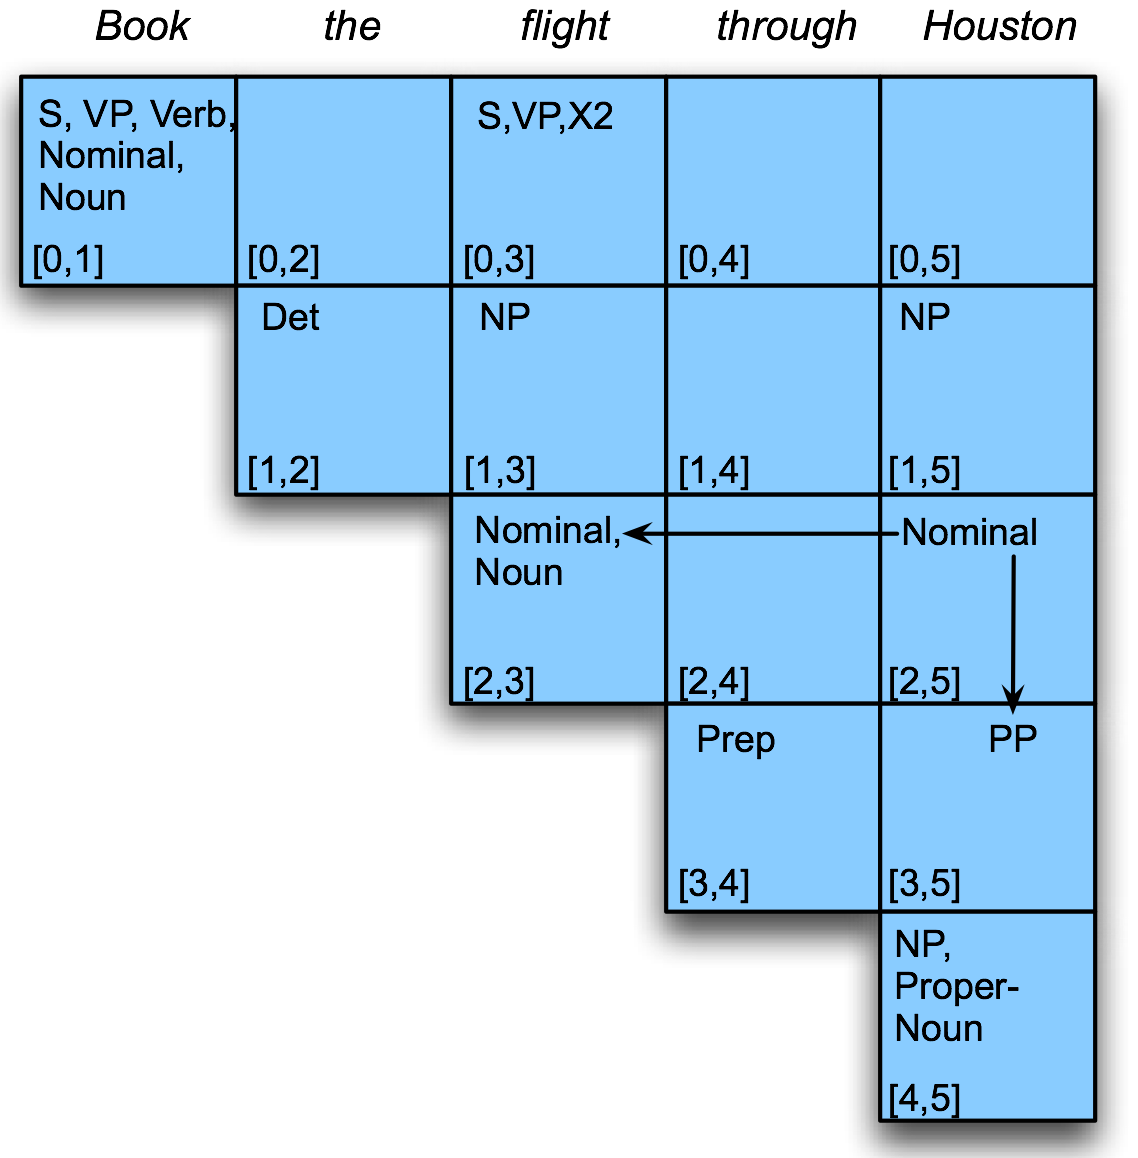 Book the flight through Houston
S, VP, Verb,
Nominal,
Noun
S,VP,X2
[0,1] [0,2] [0,3] [0,4] [0,5]
Det NP NP
[1,2] [1,3] [1,4] [1,5]
Nominal,
Noun
Nominal
[2,3] [2,4] [2,5]
Prep PP
[3,4] [3,5]
NP,
Proper-
Noun
[4,5]